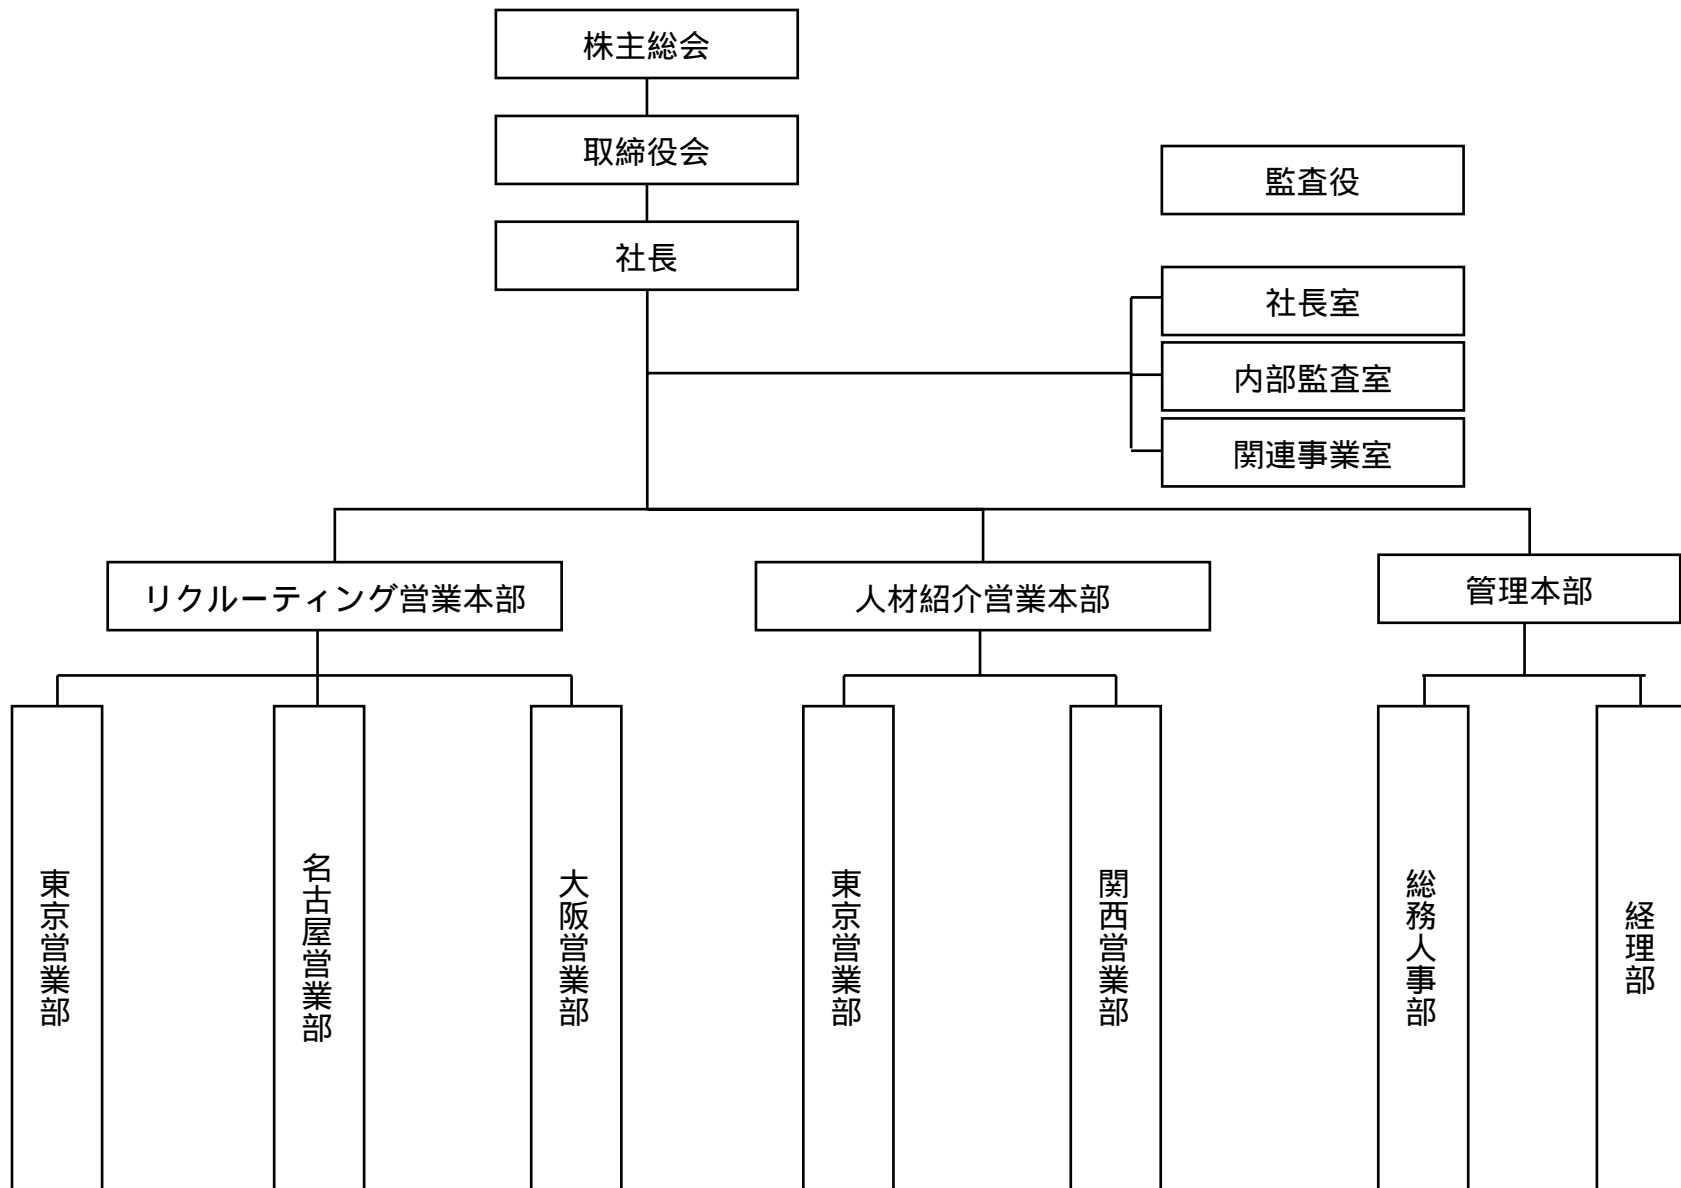 株主総会
取締役会
監査役
社長
社長室
内部監査室
関連事業室
リクルーティング営業本部
人材紹介営業本部
管理本部
東京営業部
名古屋営業部
大阪営業部
東京営業部
関西営業部
総務人事部
経理部